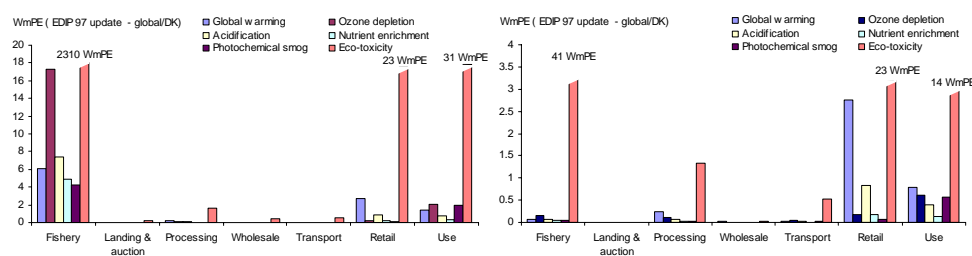 WmPE ( EDIP 97 update - global/DK)
Global warming
Ozone depletion
Acidification
Nutrient enrichment
Photochemical smog
Eco-toxicity
20
18
16
14
12
10
8
6
4
2
0
2310 WmPE
23 WmPE
31 WmPE
Fishery
Landing &
auction
Processing
Wholesale
Transport
Retail
Use
WmPE ( EDIP 97 update - global/DK)
Global warming
Ozone depletion
Acidification
Nutrient enrichment
Photochemical smog
Eco-toxicity
4
3.5
3
2.5
2
1.5
1
0.5
0
41 WmPE
23 WmPE
14 WmPE
Fishery
Landing &
auction
Processing
Wholesale
Transport
Retail
Use